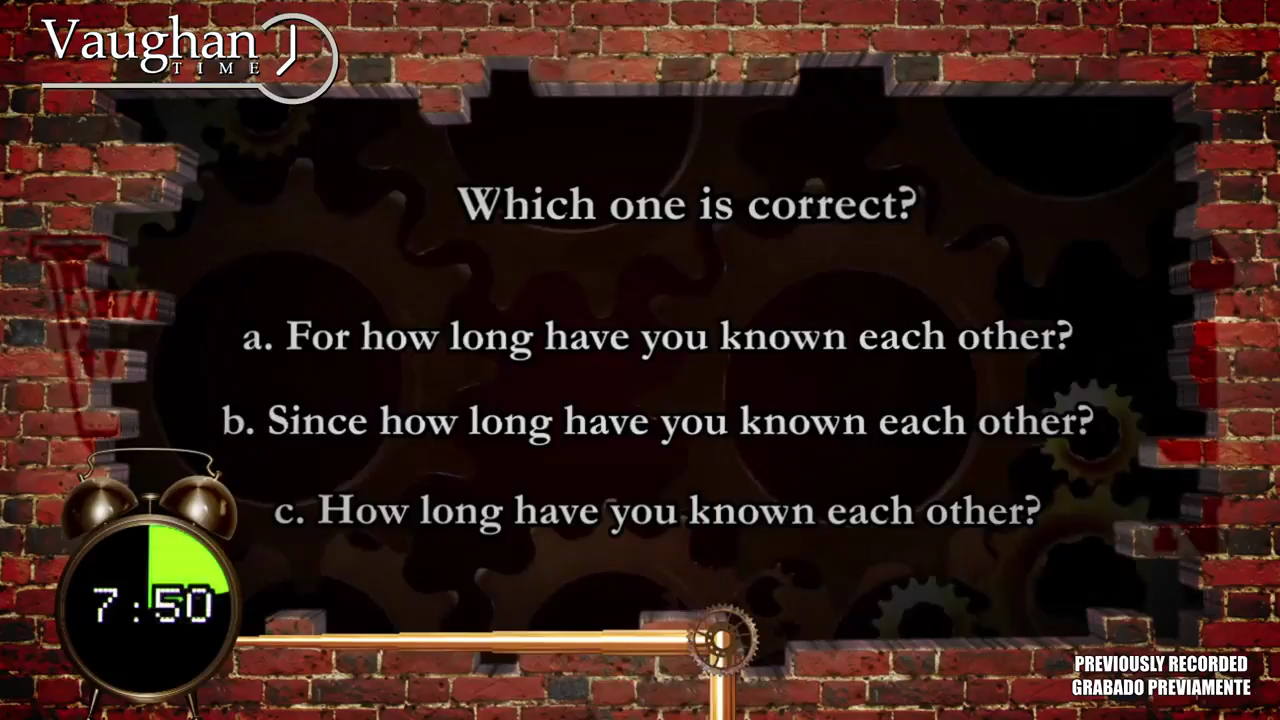 Vaughan
TIME
Which one is correct?
a. For how long have you known each other?
b. Since how long have you known each other?
c. How long have you known each other?
7:50
PREVIOUSLY RECORDED
GRABADO PREVIAMENTE